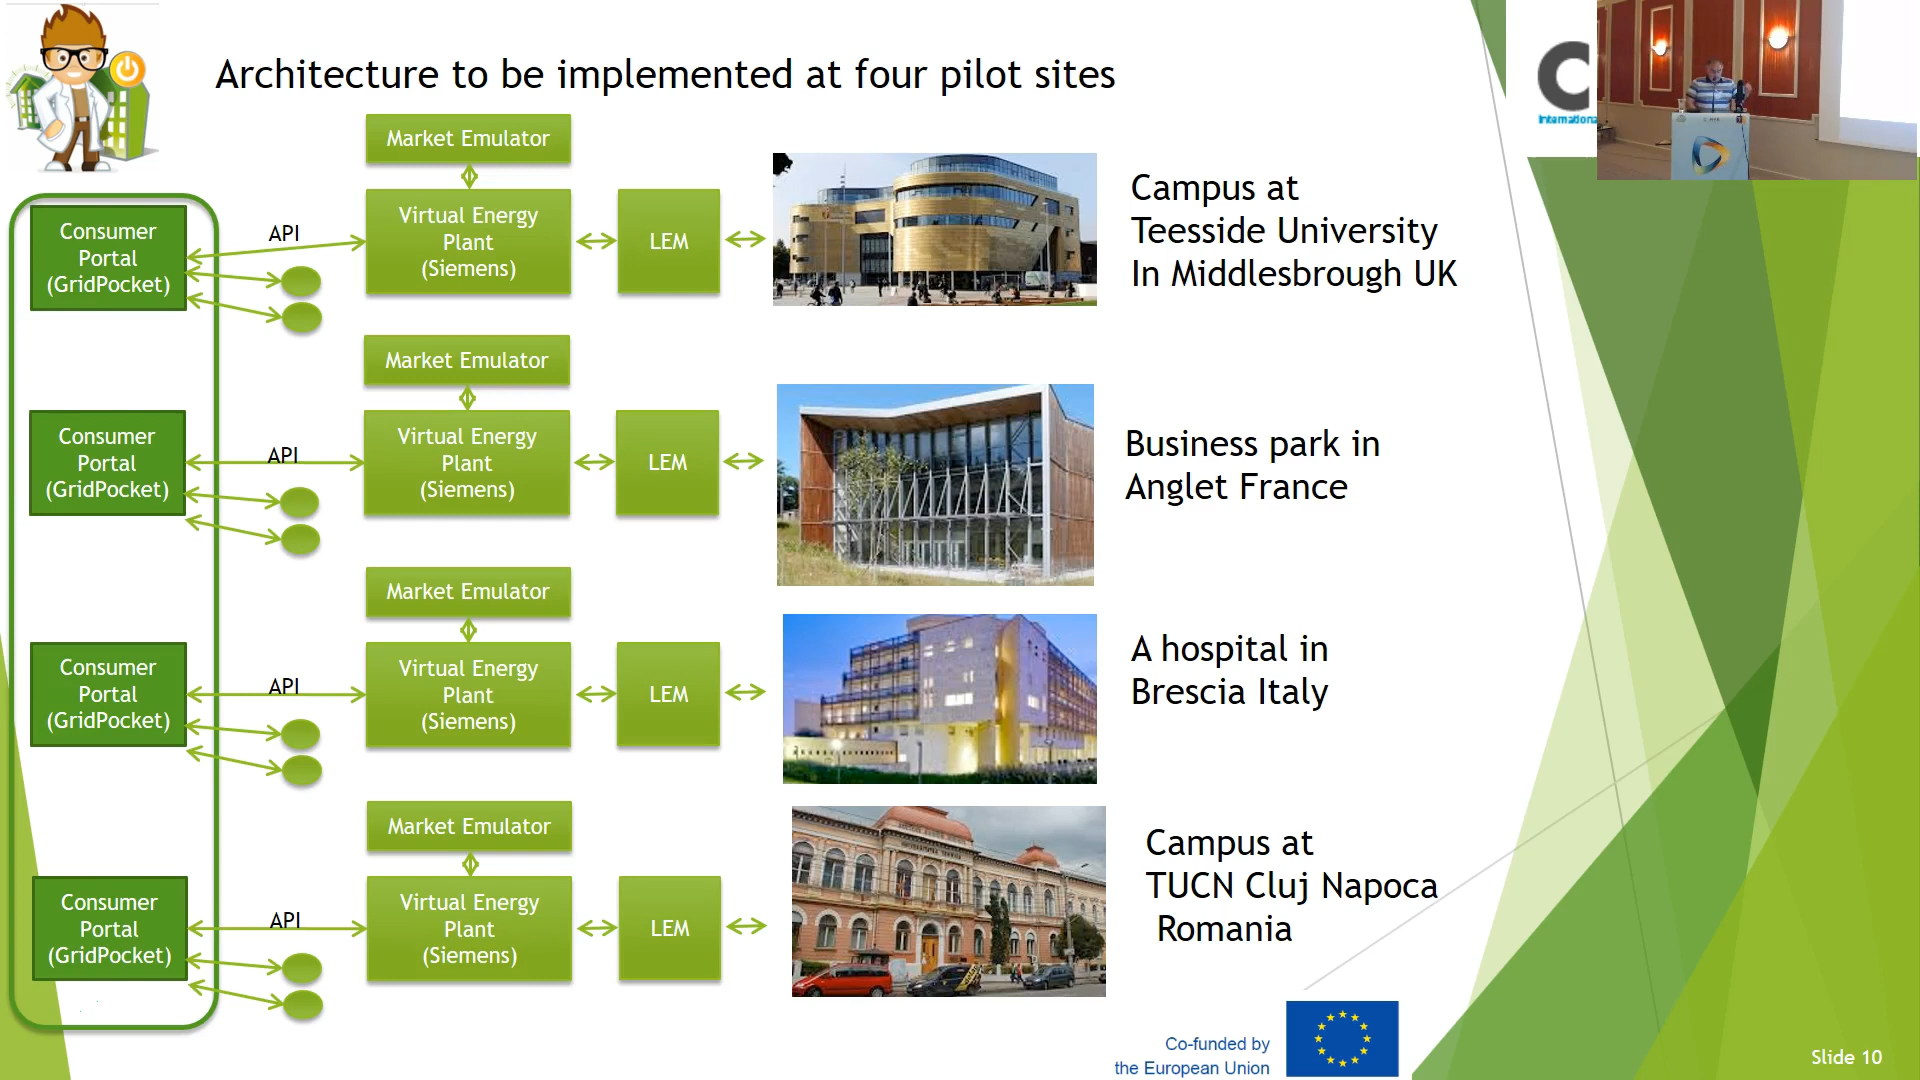 Architecture to be implemented at four pilot sites
C
Internationa
Market Emulator
Consumer
Portal
(GridPocket)
API
Virtual Energy
Plant
(Siemens)
LEM
Campus at
Teesside University
In Middlesbrough UK
Market Emulator
Consumer
Portal
(GridPocket)
API
Virtual Energy
Plant
(Siemens)
LEM
Business park in
Anglet France
Market Emulator
Consumer
Portal
(GridPocket)
API
Virtual Energy
Plant
(Siemens)
LEM
A hospital in
Brescia Italy
Market Emulator
Consumer
Portal
(GridPocket)
API
Virtual Energy
Plant
(Siemens)
LEM
Campus at
TUCN Cluj Napoca
Romania
Co-funded by
the European Union
Slide 10